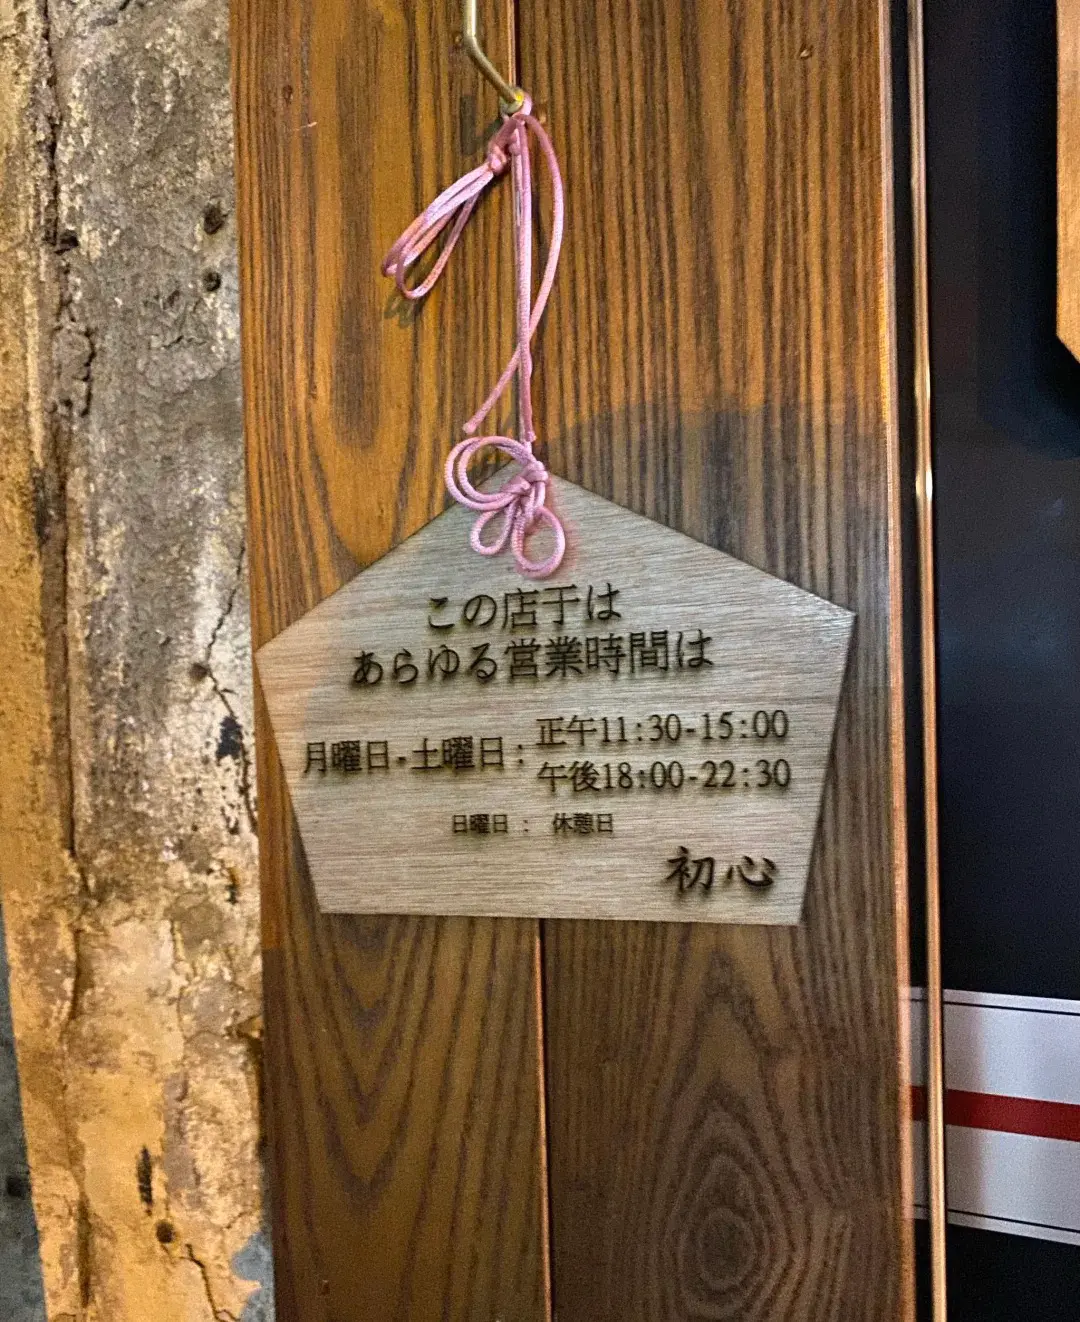 この店于は
あらゆる営業時間は
月曜日・土曜日：正午11:30-15:00
午後18:00-22:30
日曜日： 休憩日
初心